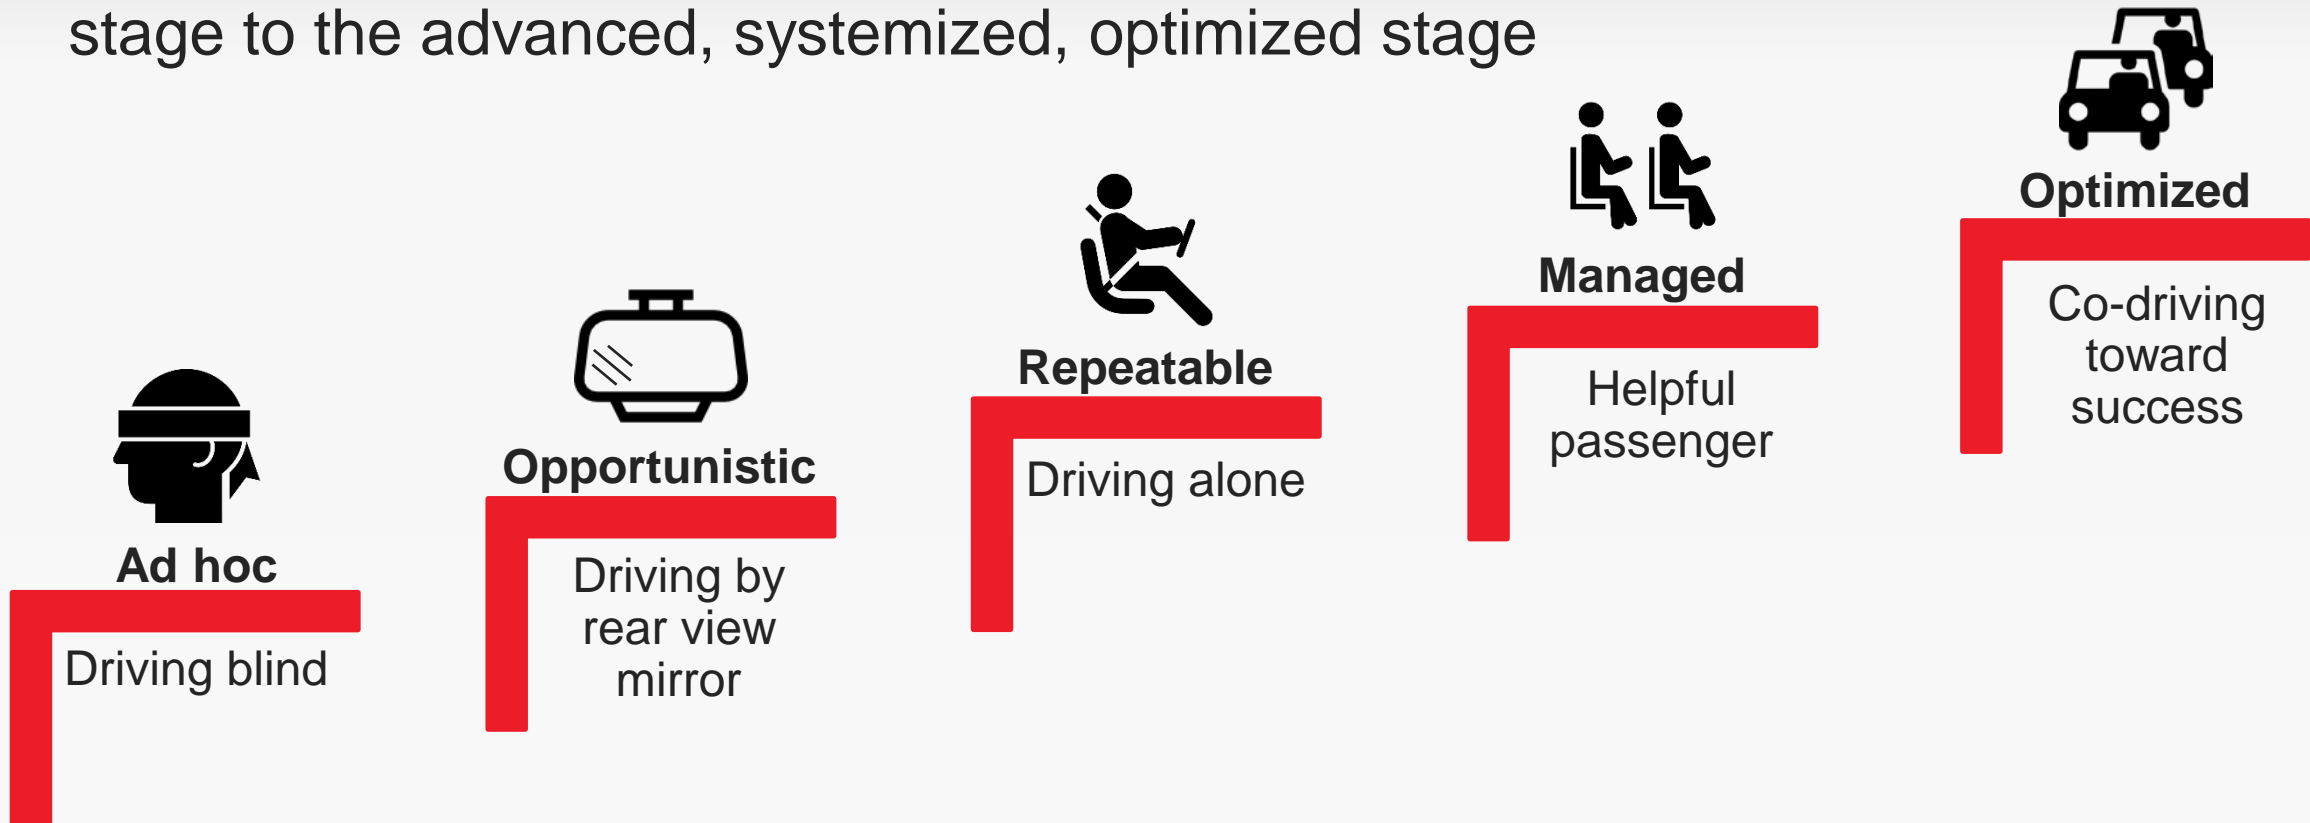 stage to the advanced, systemized, optimized stage
Ad hoc
Driving blind
Opportunistic
Driving by
rear view
mirror
Repeatable
Driving alone
Managed
Helpful
passenger
Optimized
Co-driving
toward
success